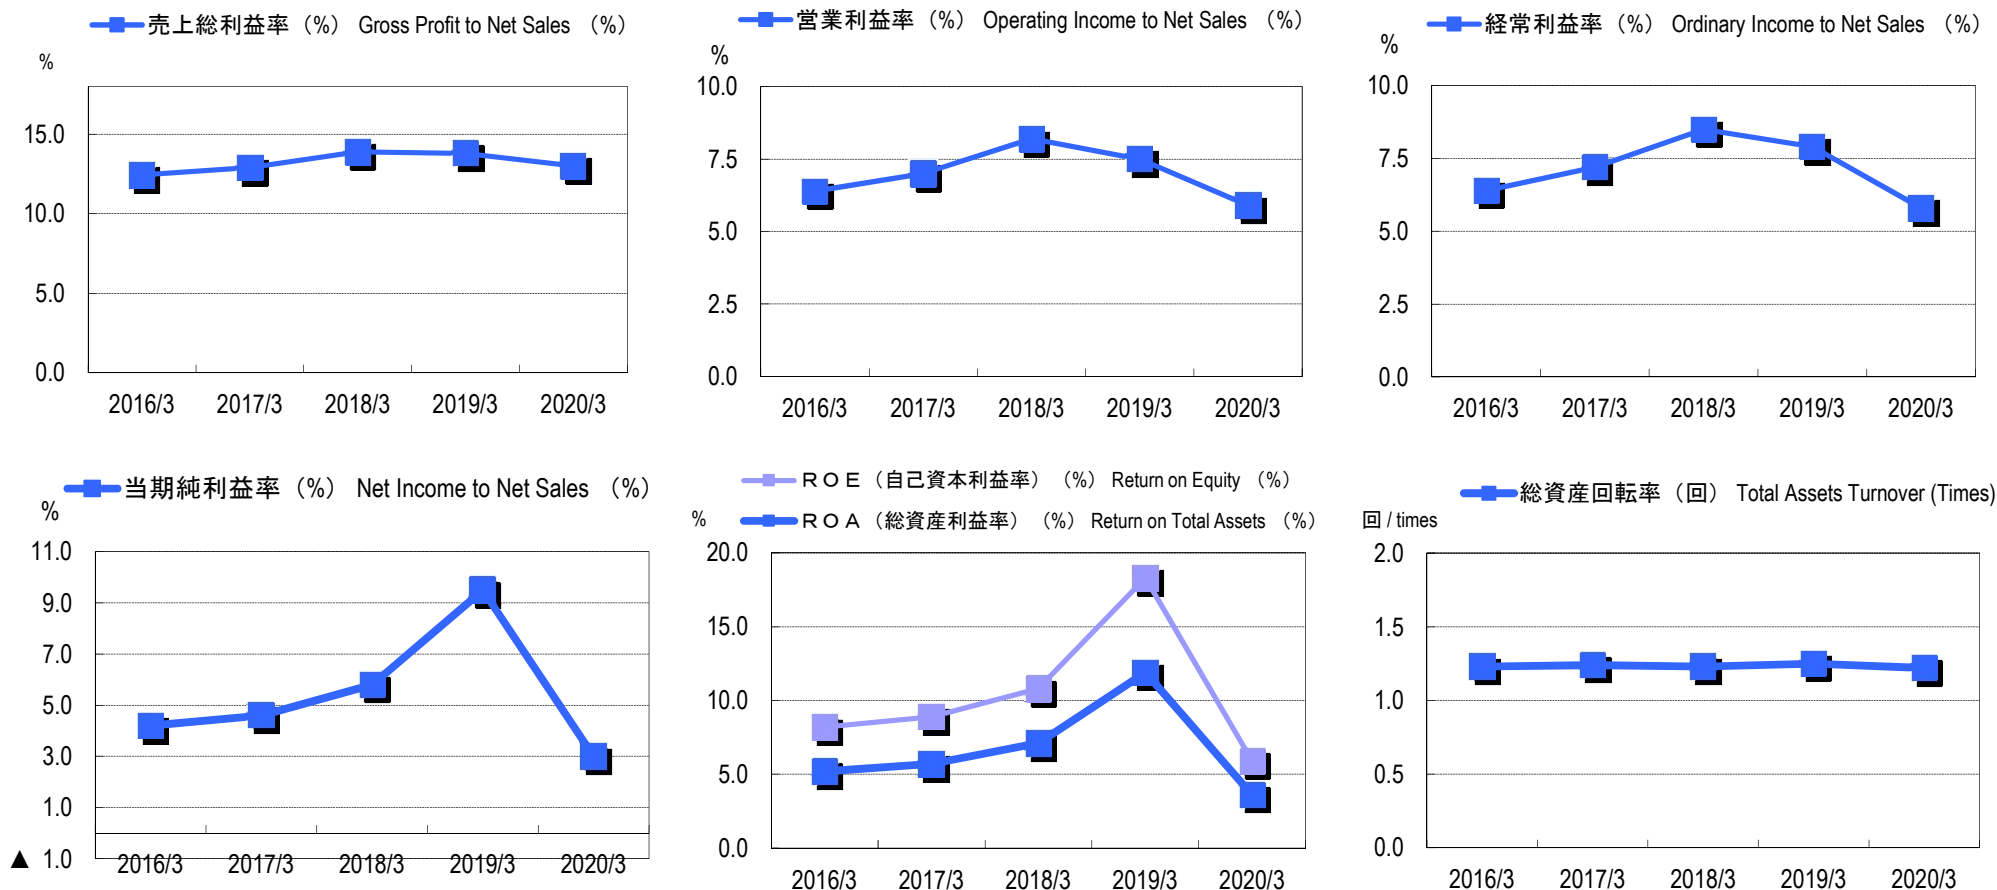 売上総利益率（%） Gross Profit to Net Sales （%）
%
15.0
10.0
5.0
0.0
2016/3 2017/3 2018/3 2019/3 2020/3
営業利益率（%） Operating Income to Net Sales （%）
%
10.0
7.5
5.0
2.5
0.0
2016/3 2017/3 2018/3 2019/3 2020/3
経常利益率（%） Ordinary Income to Net Sales （%）
%
10.0
7.5
5.0
2.5
0.0
2016/3 2017/3 2018/3 2019/3 2020/3
当期純利益率（%） Net Income to Net Sales （%）
%
11.0
9.0
7.0
5.0
3.0
1.0
▲ 1.0
2016/3 2017/3 2018/3 2019/3 2020/3
ＲＯＥ（自己資本利益率）（%） Return on Equity （%）
ＲＯＡ（総資産利益率）（%） Return on Total Assets （%）
%
20.0
15.0
10.0
5.0
0.0
2016/3 2017/3 2018/3 2019/3 2020/3
総資産回転率（回） Total Assets Turnover (Times)
回 / times
2.0
1.5
1.0
0.5
0.0
2016/3 2017/3 2018/3 2019/3 2020/3